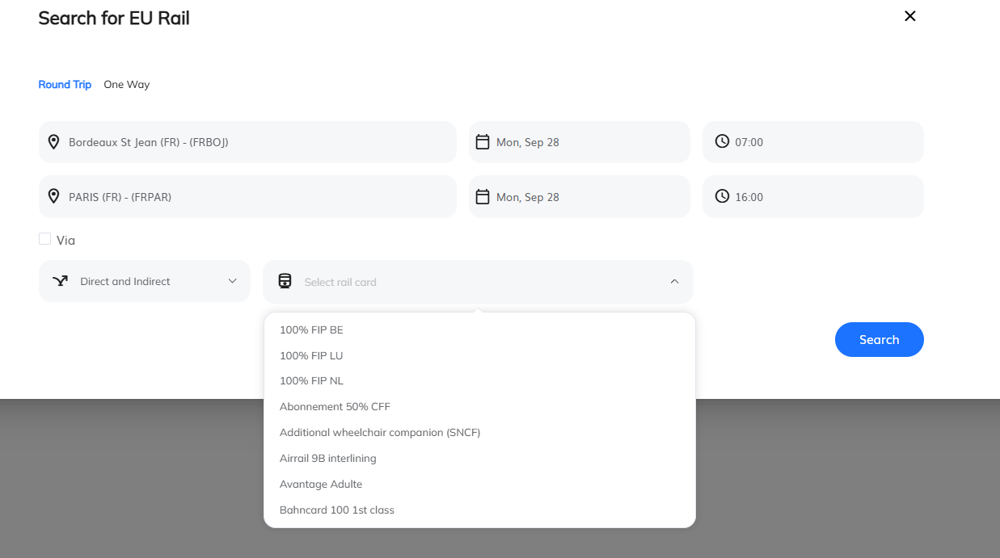 Search for EU Rail
Round Trip One Way
Bordeaux St Jean (FR) - (FRBOJ) Mon, Sep 28 07:00
PARIS (FR) - (FRPAR) Mon, Sep 28 16:00
Via
Direct and Indirect Select rail card
100% FIP BE
Search
100% FIP LU
100% FIP NL
Abonnement 50% CFF
Additional wheelchair companion (SNCF)
Airrail 9B interlining
Avantage Adulte
Bahncard 100 1st class